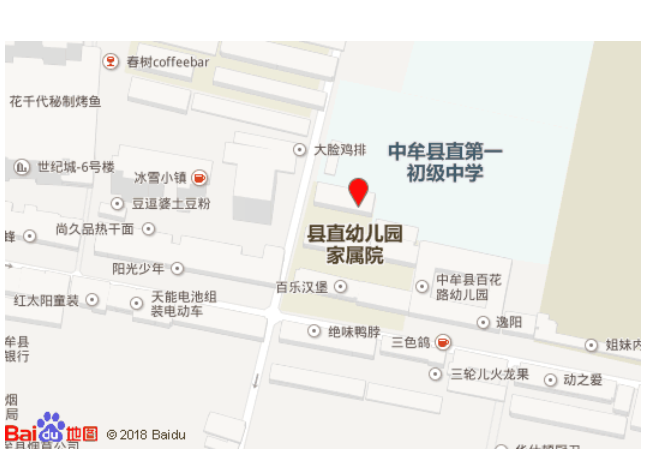 春树coffeebar
花千代秘制烤鱼
大脸鸡排
中牟县直第一
初级中学
世纪城-6号楼
冰雪小镇
豆逗婆土豆粉
尚久品热干面
县直幼儿园
家属院
阳光少年
百乐汉堡
中牟县百花
路幼儿园
红太阳童装
天能电池组
装电动车
逸阳
绝味鸭脖
三色鸽
姐妹
牟县
银行
三轮儿火龙果
动之爱
烟
局
Bai du 地图 © 2018 Baidu